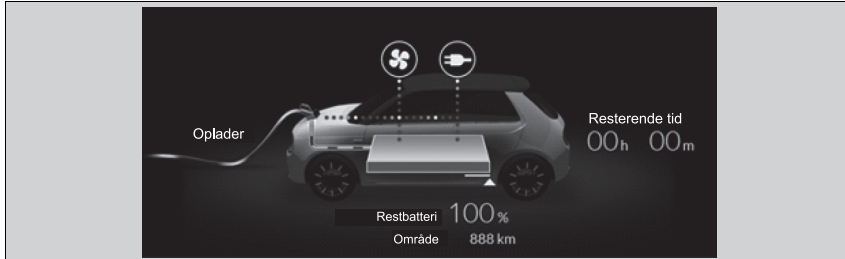 Oplader
Resterende tid
00h 00m
Restbatteri 100%
Område 888 km